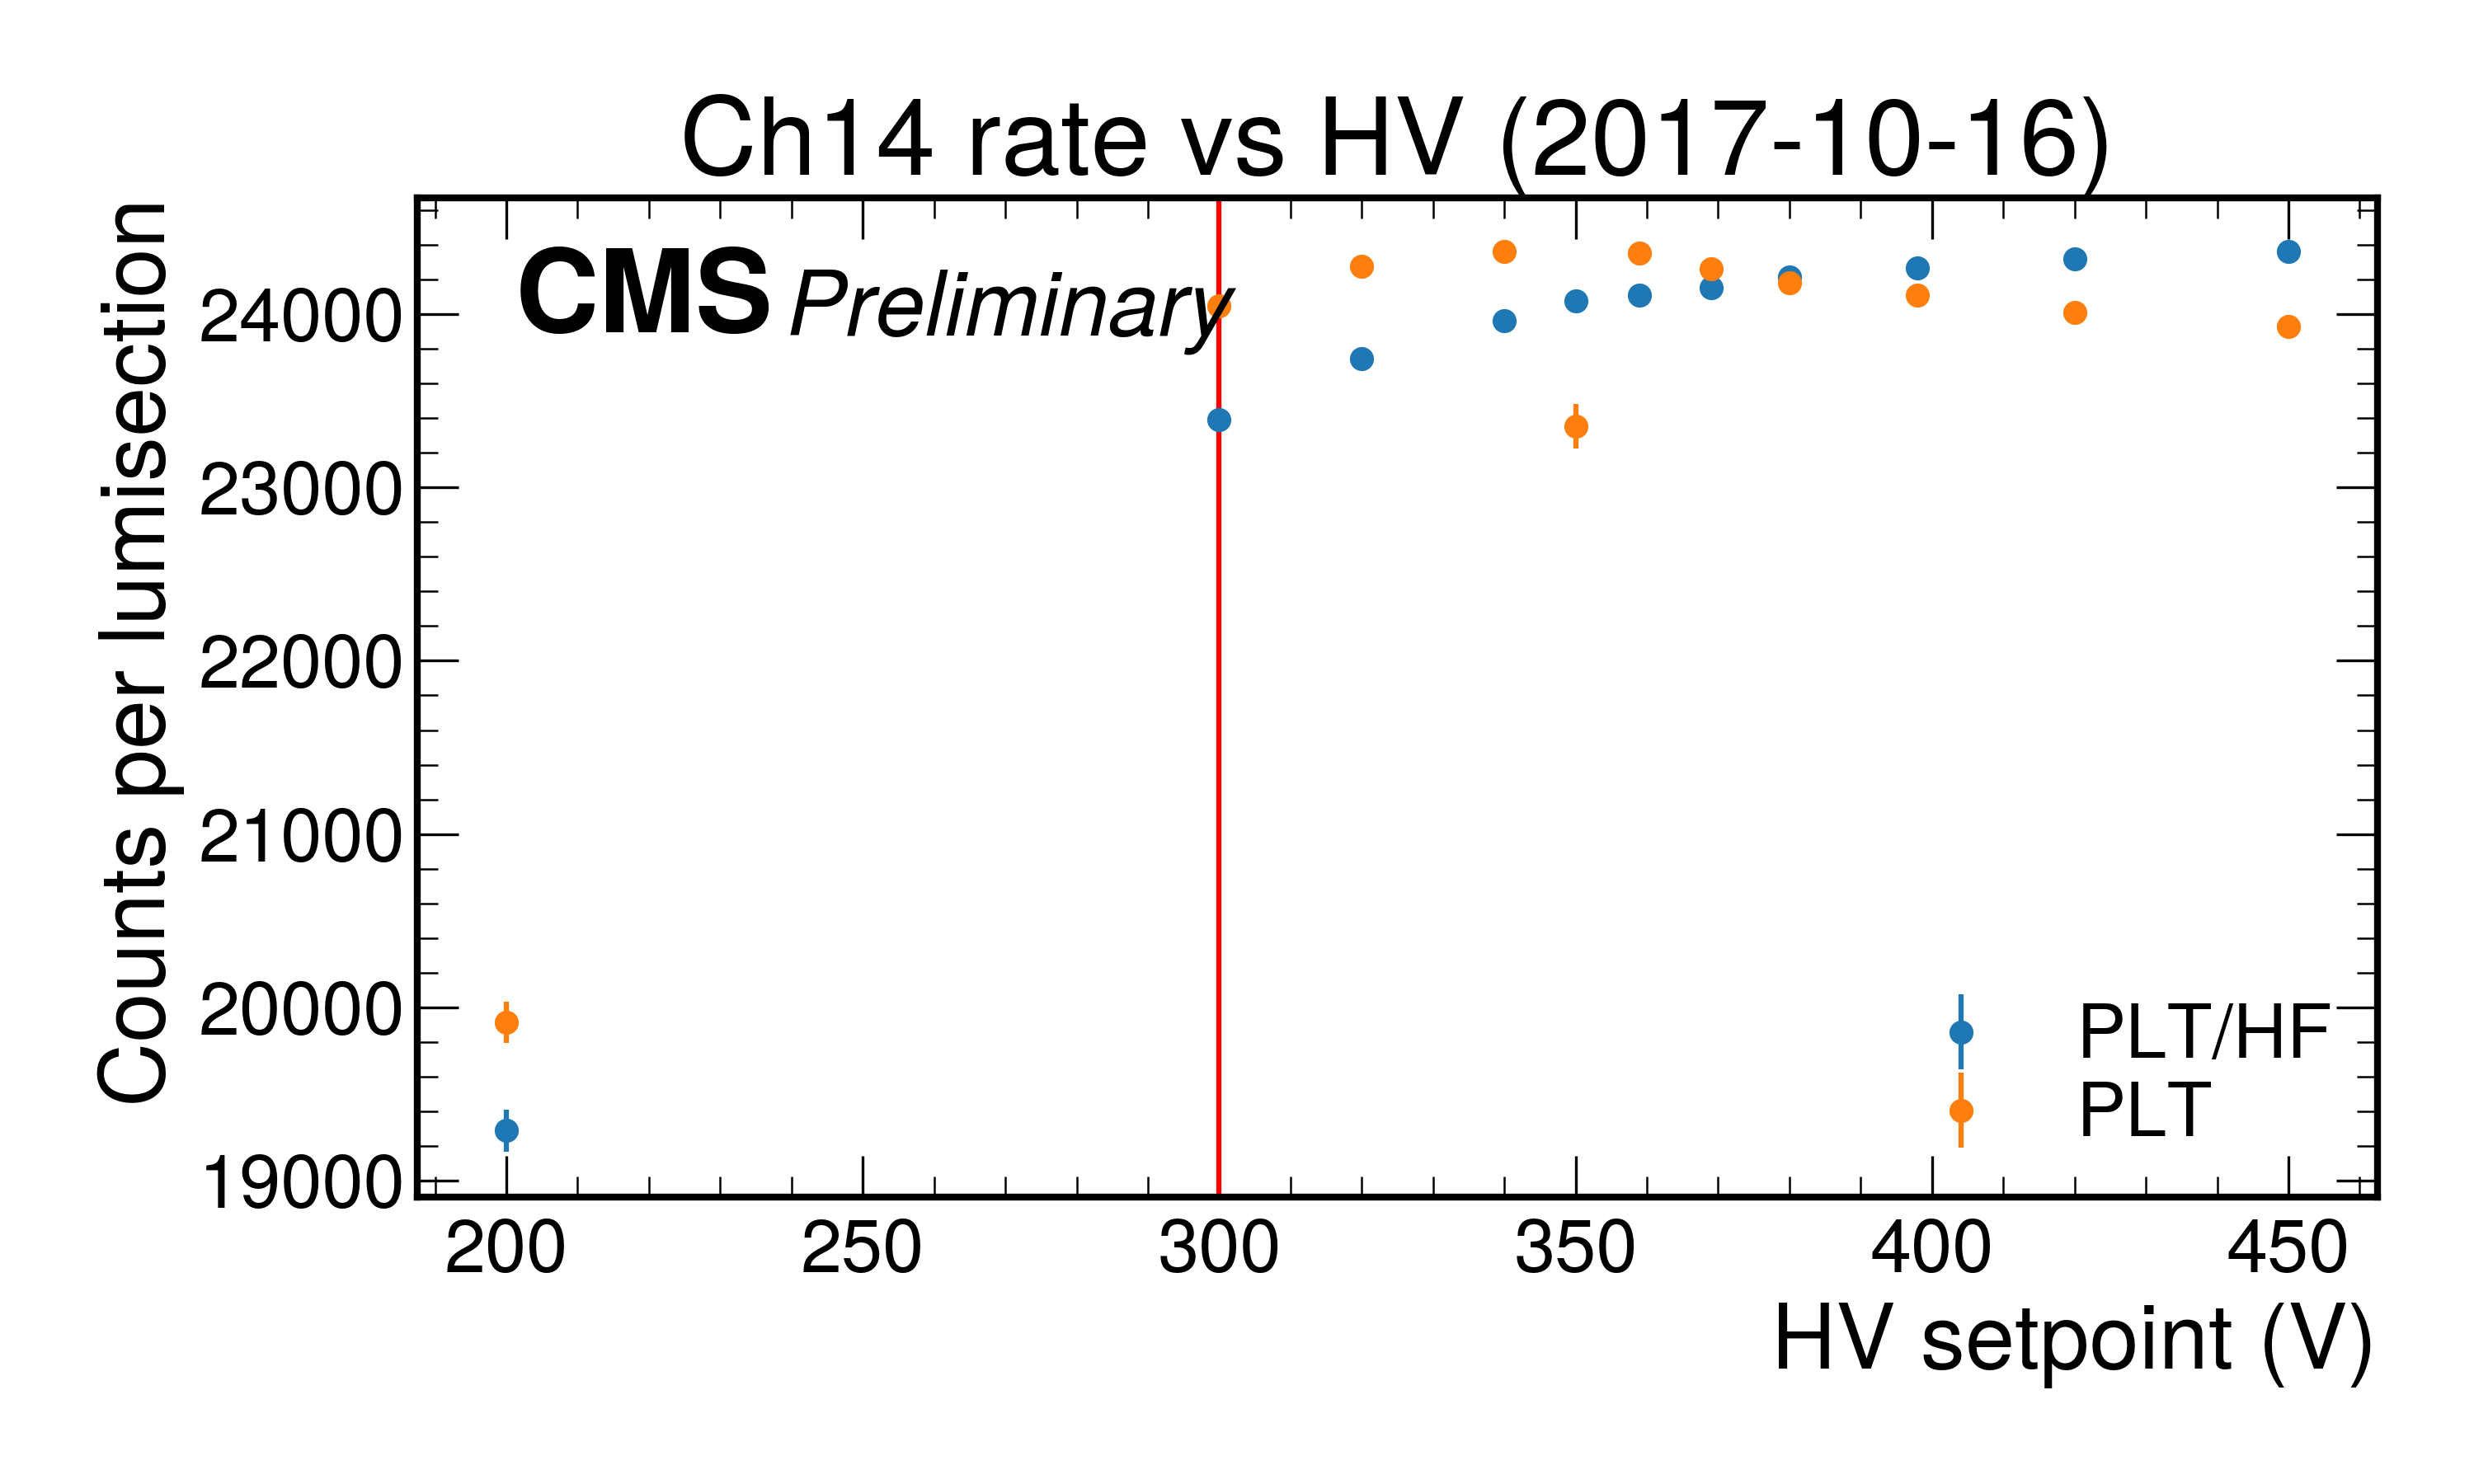 Ch14 rate vs HV (2017-10-16)
CMS Preliminary
Counts per lumisection
24000
23000
22000
21000
20000
19000
PLT/HF
PLT
200 250 300 350 400 450
HV setpoint (V)